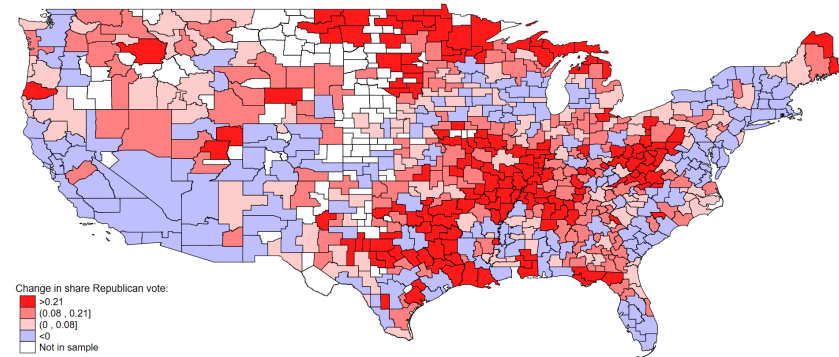 Change in share Republican vote:
>0.21
(0.08 , 0.21]
(0 , 0.08]
<0
Not in sample